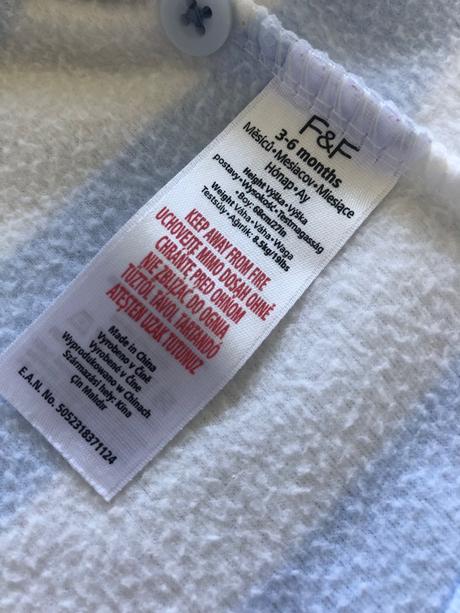 F&F
3-6 months
Měsíců•Mesiacov•Miesiące
Hónap•Ay
Height Výška•Výška
postavy•Wysokość•Testmagasság
•Boy: 68cm/27in
Weight Váha•Váha•Waga
Testsúly•Ağirlik: 8.5kg/19lbs
KEEP AWAY FROM FIRE
UCHOVEJTE MIMO DOSAH OHNĚ
CHRÁŇTE PRED OHŇOM
NIE ZBLIŻAĆ DO OGNIA
TŰZTŐL TÁVOL TARTANDÓ
ATEŞTEN UZAK TUTUNUZ
Made in China
Vyrobeno v Číně
Vyrobené v Číne
Wyprodukowano w Chinach
Származási hely: Kína
Çin Malıdır
E.A.N. No. 5052318371124